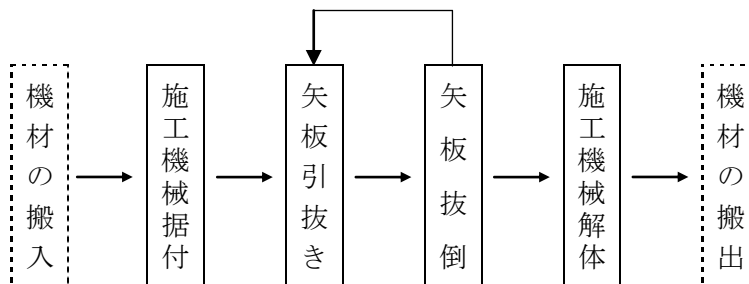 機材の搬入
施工機械据付
矢板引抜き
矢板抜倒
施工機械解体
機材の搬出